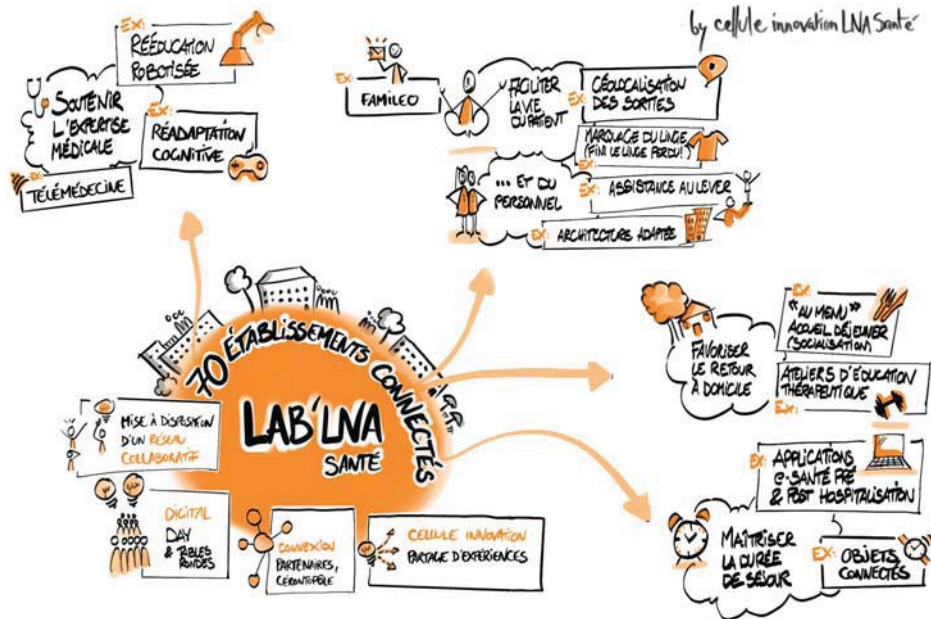 by cellule innovation LNA Santé
EX:
RÉÉDUCATION
ROBOTISÉE
SOUTENIR
L'EXPERTISE
MÉDICALE
EX:
RÉADAPTATION
COGNITIVE
EX:
TÉLÉMÉDECINE
EX:
FAMILEO
FACILITER
LA VIE
DU PATIENT
EX:
GÉOLOCALISATION
DES SORTIES
MARQUAGE DU LINGE
(FINI LE LINGE PERDU!)
EX:
... ET DU
PERSONNEL
EX: ASSISTANCE AU LEVER
EX: ARCHITECTURE ADAPTÉE
70 ÉTABLISSEMENTS CONNECTÉS
LAB'LNA
SANTÉ
MISE À DISPOSITION
D'UN RÉSEAU
COLLABORATIF
DIGITAL
DAY
& TABLES
RONDES
CONNEXION
PARTENAIRES,
GÉRONTOPÔLE
CELLULE INNOVATION
PARTAGE D'EXPÉRIENCES
FAVORISER
LE RETOUR
À DOMICILE
EX:
"AU MENU"
ACCUEIL DÉJEUNER
(SOCIALISATION)
ATELIERS D'ÉDUCATION
THÉRAPEUTIQUE
EX:
EX: APPLICATIONS
@-SANTÉ PRÉ
& POST HOSPITALISATION
MAÎTRISER
LA DURÉE
DE SÉJOUR
EX: OBJETS
CONNECTÉS